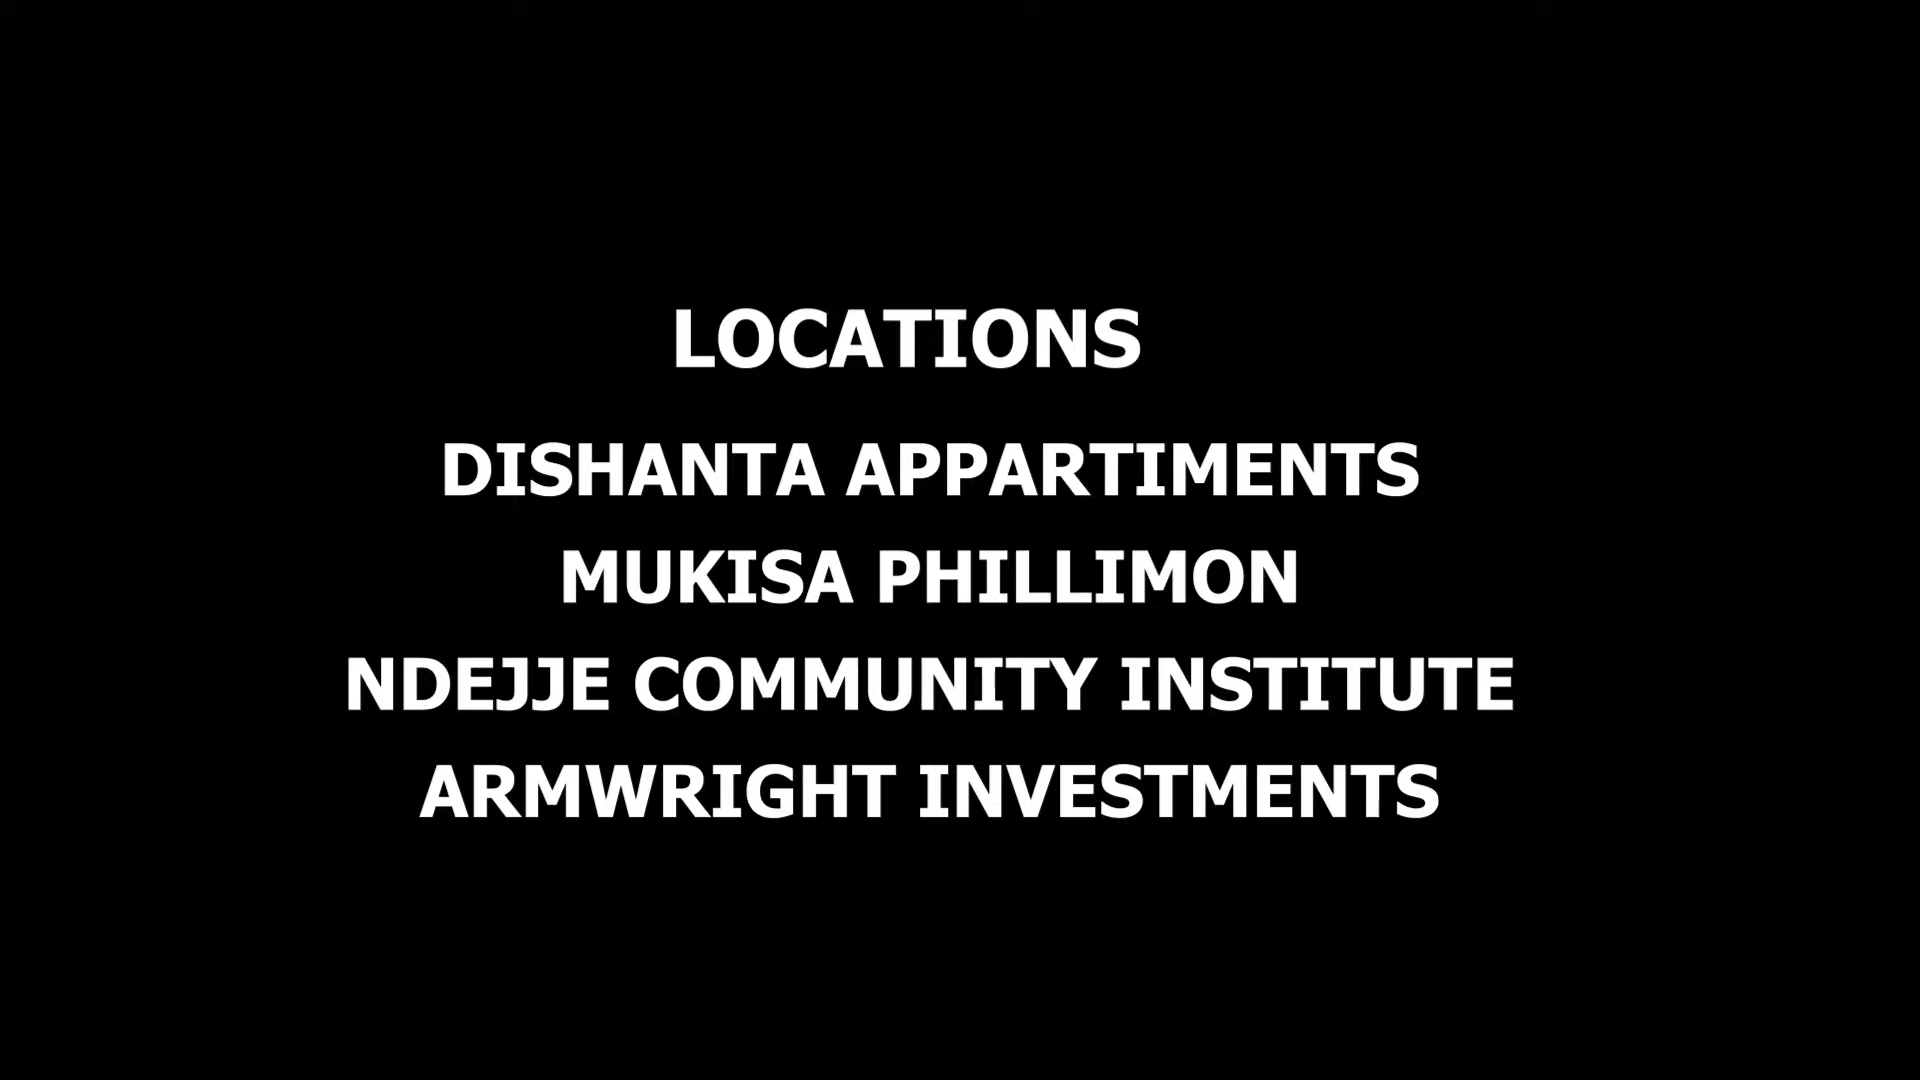 LOCATIONS
DISHANTA APPARTIMENTS
MUKISA PHILLIMON
NDEJJE COMMUNITY INSTITUTE
ARMWRIGHT INVESTMENTS